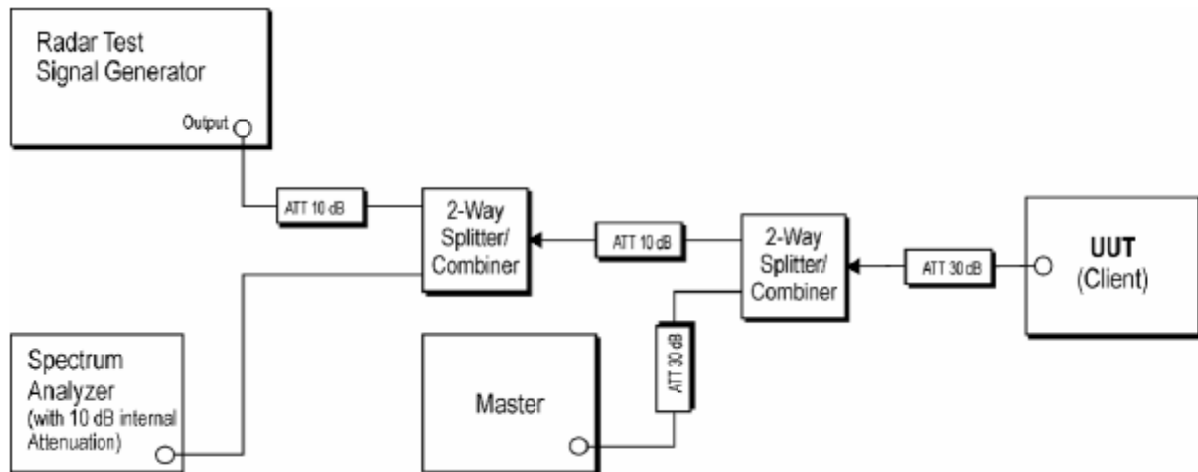 Radar Test
Signal Generator
Output
ATT 10 dB
2-Way
Splitter/
Combiner
ATT 10 dB
2-Way
Splitter/
Combiner
ATT 30 dB
UUT
(Client)
Spectrum
Analyzer
(with 10 dB internal
Attenuation)
Master
ATT 30 dB